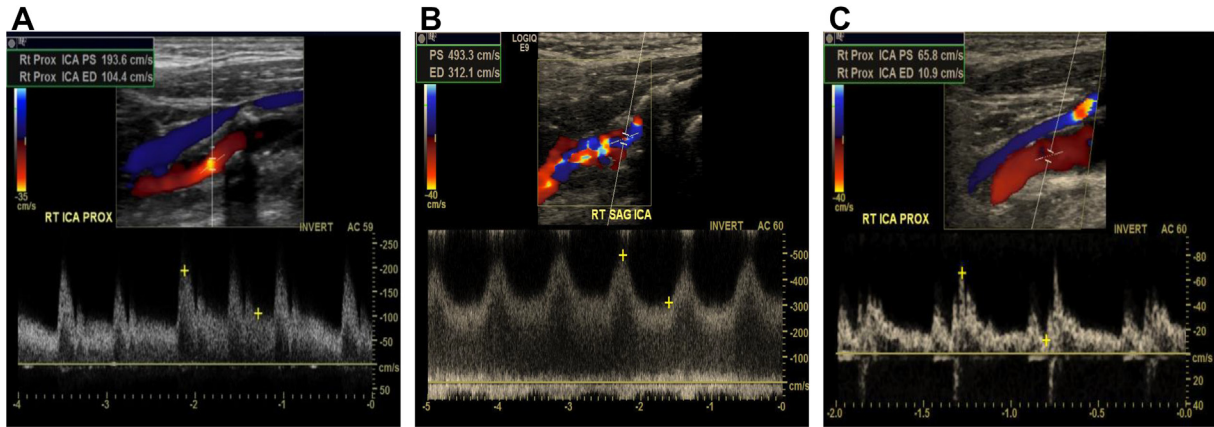 A
Rt Prox ICA PS 193.6 cm/s
Rt Prox ICA ED 104.4 cm/s
-35
cm/s
RT ICA PROX
INVERT AC 59
-250
-200
-150
-100
-50
cm/s
50
-4 -3 -2 -1 -0
B
LOGIQ
E9
PS 493.3 cm/s
ED 312.1 cm/s
-40
cm/s
RT SAG ICA
INVERT AC 60
-500
-400
-300
-200
-100
cm/s
-5 -4 -3 -2 -1 -0
C
Rt Prox ICA PS 65.8 cm/s
Rt Prox ICA ED 10.9 cm/s
-40
cm/s
RT ICA PROX
INVERT AC 60
-80
-60
-40
-20
cm/s
20
40
-2.0 -1.5 -1.0 -0.5 -0.0